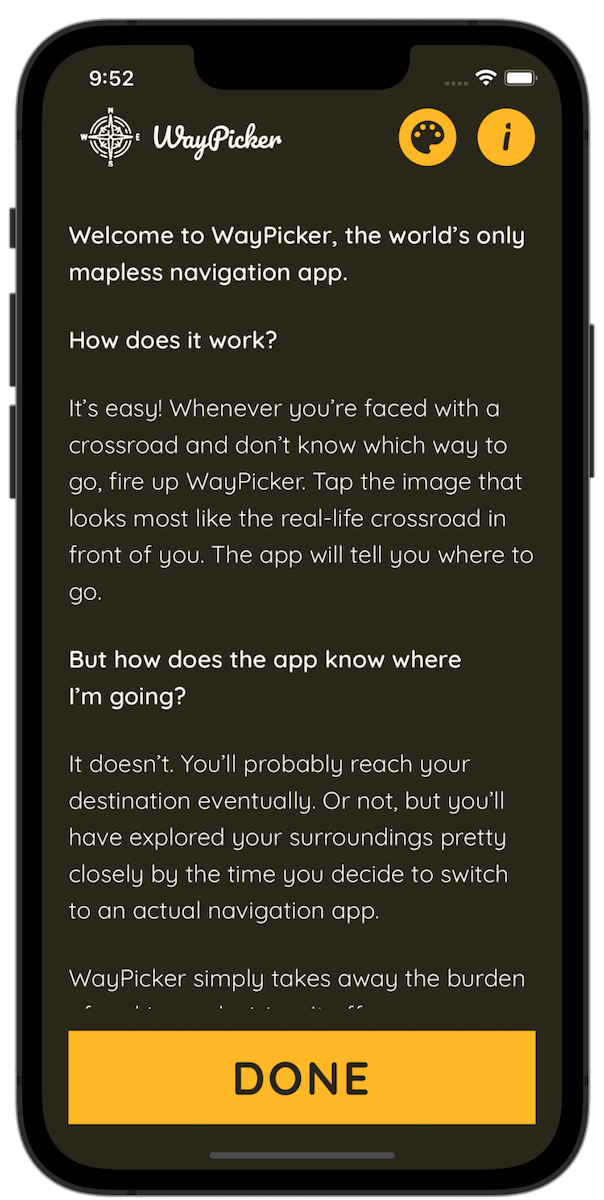 9:52
N
W E
S
WayPicker
i
Welcome to WayPicker, the world’s only
mapless navigation app.
How does it work?
It’s easy! Whenever you’re faced with a
crossroad and don’t know which way to
go, fire up WayPicker. Tap the image that
looks most like the real-life crossroad in
front of you. The app will tell you where to
go.
But how does the app know where
I’m going?
It doesn’t. You’ll probably reach your
destination eventually. Or not, but you’ll
have explored your surroundings pretty
closely by the time you decide to switch
to an actual navigation app.
WayPicker simply takes away the burden
DONE